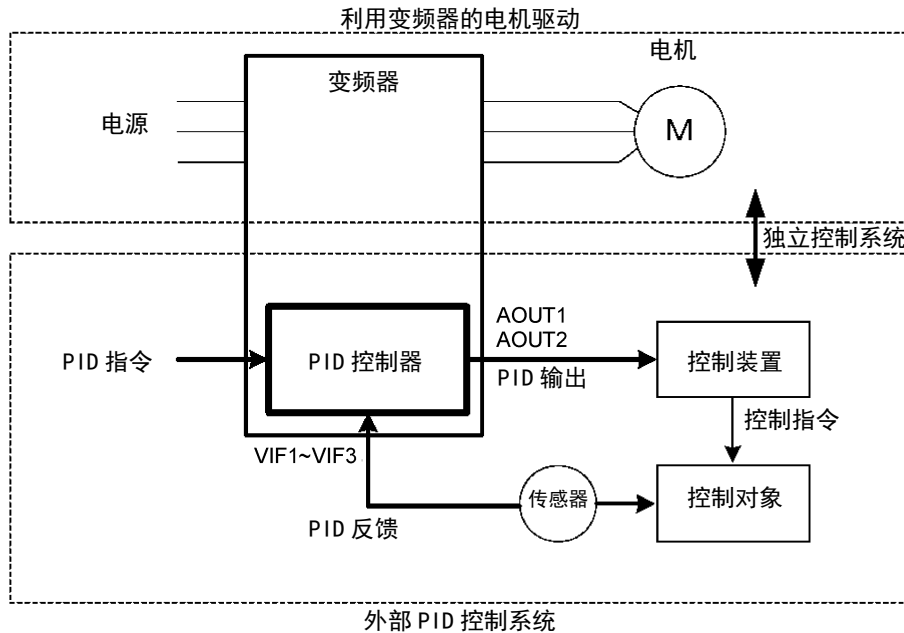 利用变频器的电机驱动
电机
变频器
电源
M
独立控制系统
AOUT1
AOUT2
PID 指令
PID 控制器
PID 输出
控制装置
控制指令
VIF1~VIF3
传感器
控制对象
PID 反馈
外部 PID 控制系统